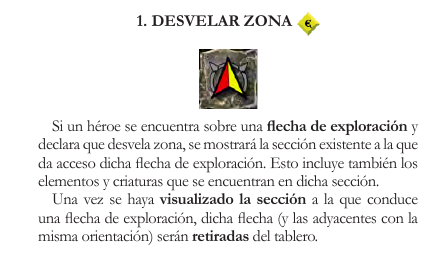 1. DESVELAR ZONA
Si un héroe se encuentra sobre una flecha de exploración y
declara que desvela zona, se mostrará la sección existente a la que
da acceso dicha flecha de exploración. Esto incluye también los
elementos y criaturas que se encuentran en dicha sección.
Una vez se haya visualizado la sección a la que conduce
una flecha de exploración, dicha flecha (y las adyacentes con la
misma orientación) serán retiradas del tablero.